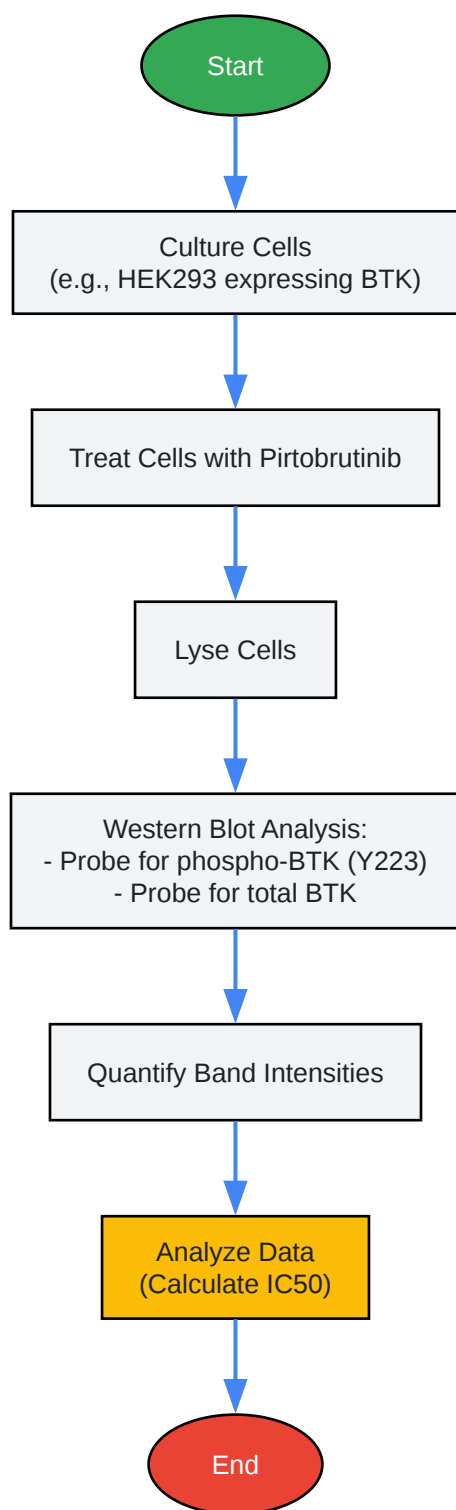 Start
Culture Cells
(e.g., HEK293 expressing BTK)
Treat Cells with Pirtobrutinib
Lyse Cells
Western Blot Analysis:
- Probe for phospho-BTK (Y223)
- Probe for total BTK
Quantify Band Intensities
Analyze Data
(Calculate IC50)
End